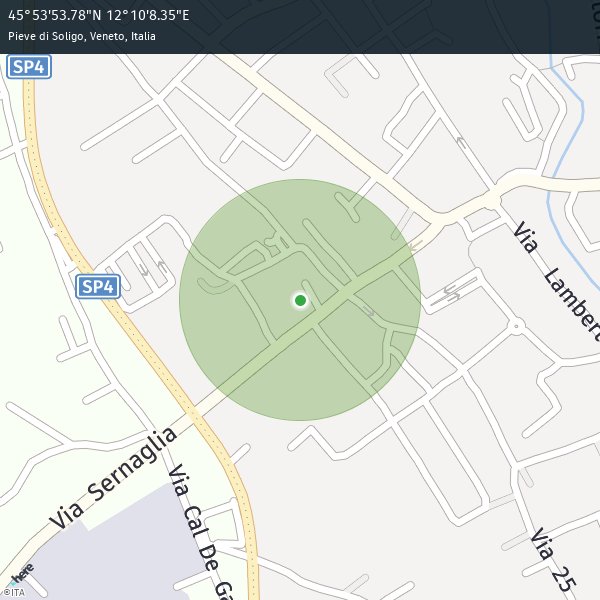 45°53'53.78"N 12°10'8.35"E
Pieve di Soligo, Veneto, Italia
SP4
Via Lambert
SP4
Via Sernaglia
Via Cal De Ga
Via 25
here
©ITA